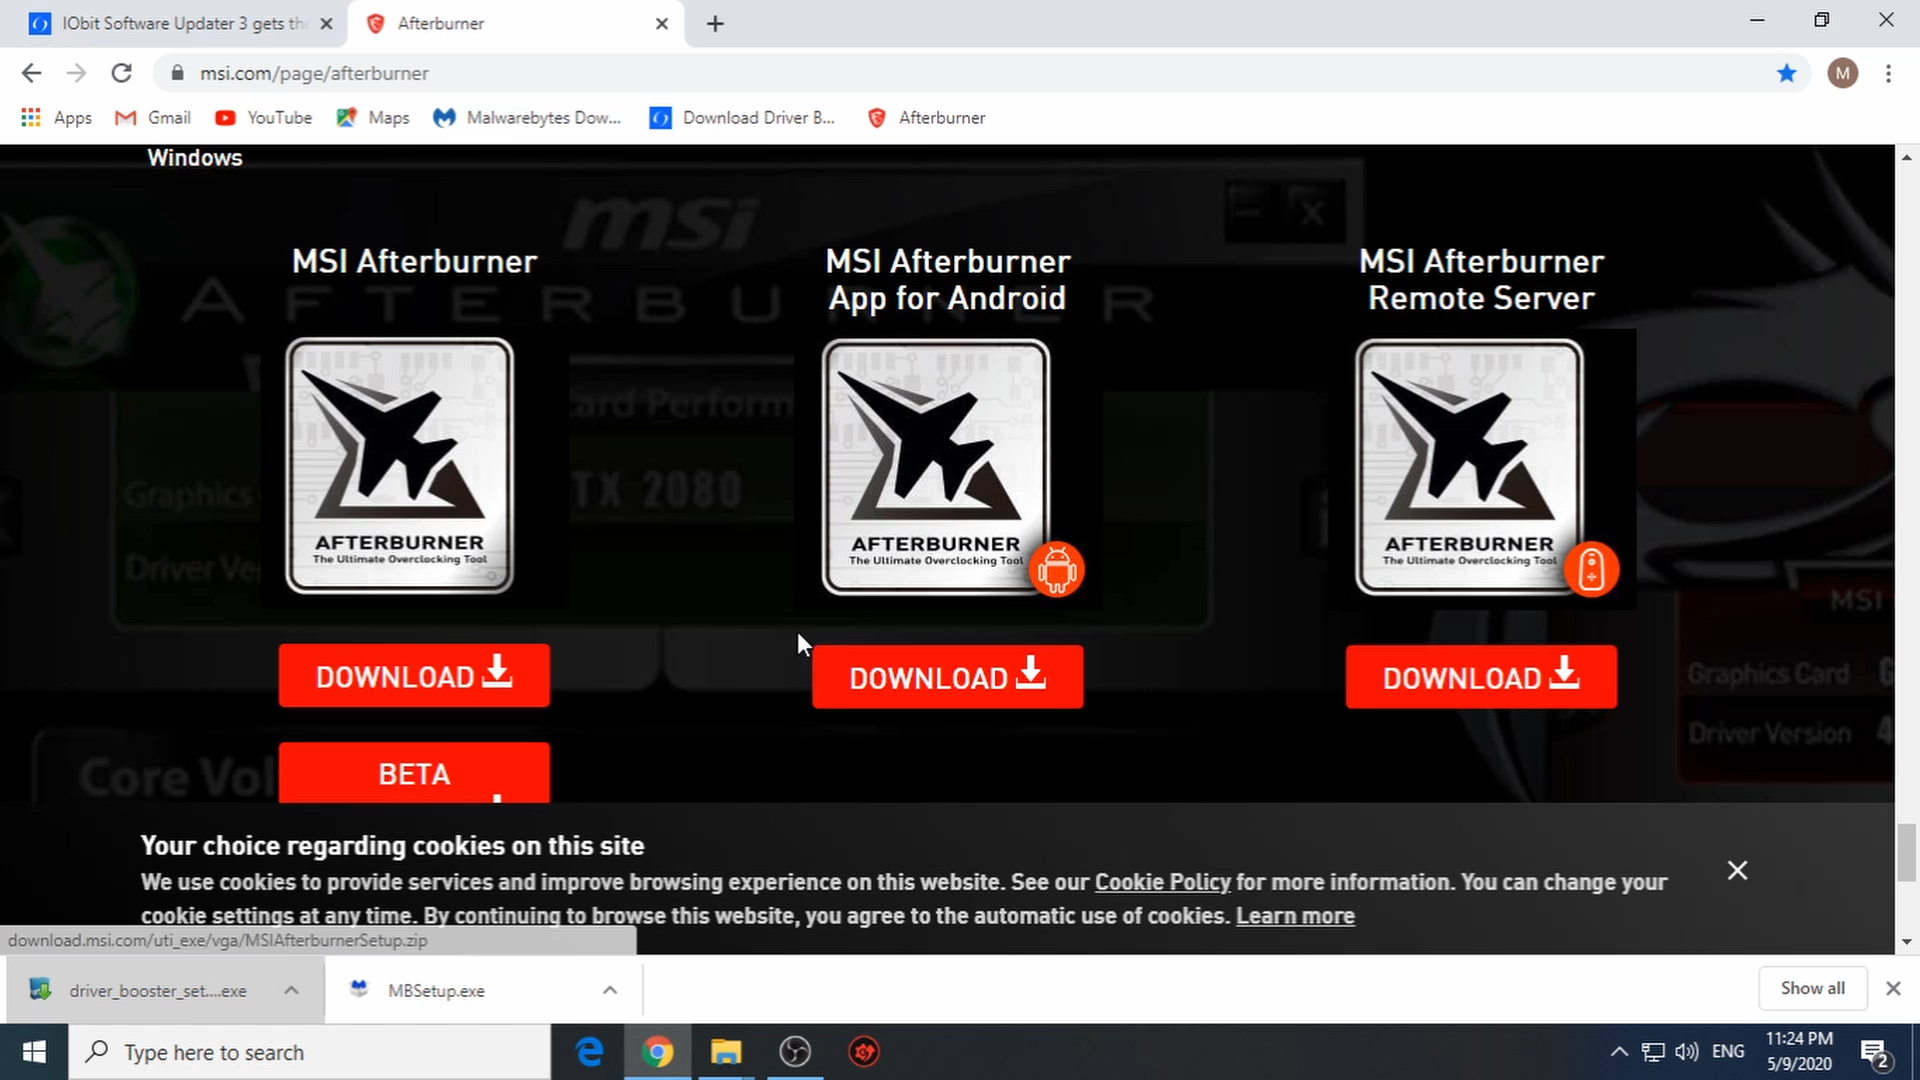 IObit Software Updater 3 gets th
Afterburner
msi.com/page/afterburner
M
Apps
Gmail
YouTube
Maps
Malwarebytes Dow...
Download Driver B...
Afterburner
Windows
msi
AFTERBURNER
MSI Afterburner
MSI Afterburner
App for Android
MSI Afterburner
Remote Server
Card Perform
Graphics
TX 2080
Driver Ve
AFTERBURNER
The Ultimate Overclocking Tool
AFTERBURNER
The Ultimate Overclocking Tool
AFTERBURNER
The Ultimate Overclocking Tool
MSI
DOWNLOAD
DOWNLOAD
DOWNLOAD
Graphics Card
Driver Version 4
Core Vol
BETA
Your choice regarding cookies on this site
We use cookies to provide services and improve browsing experience on this website. See our Cookie Policy for more information. You can change your
cookie settings at any time. By continuing to browse this website, you agree to the automatic use of cookies. Learn more
download.msi.com/uti_exe/vga/MSIAfterburnerSetup.zip
driver_booster_set....exe
MBSetup.exe
Show all
Type here to search
ENG
11:24 PM
5/9/2020
2